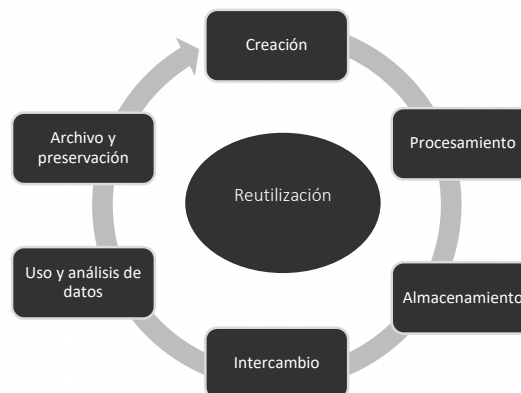 Creación
Procesamiento
Almacenamiento
Intercambio
Uso y análisis de
datos
Archivo y
preservación
Reutilización